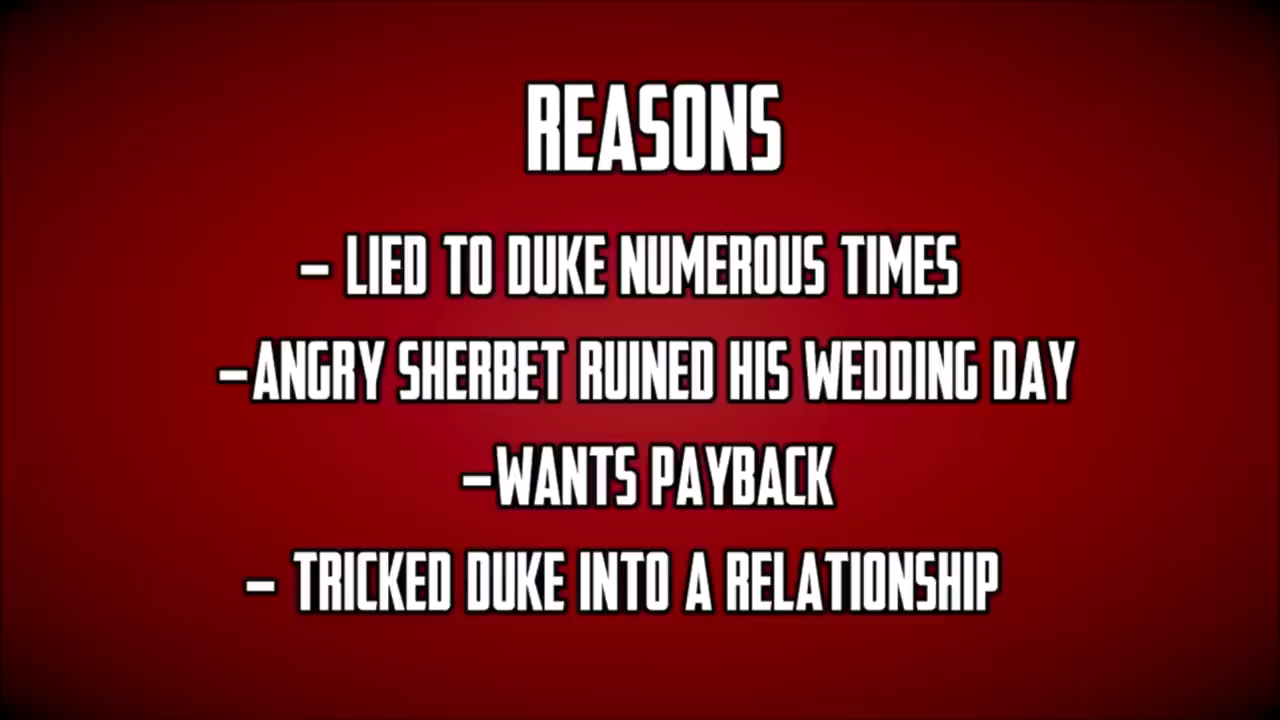 REASONS
- LIED TO DUKE NUMEROUS TIMES
-ANGRY SHERBET RUINED HIS WEDDING DAY
-WANTS PAYBACK
- TRICKED DUKE INTO A RELATIONSHIP